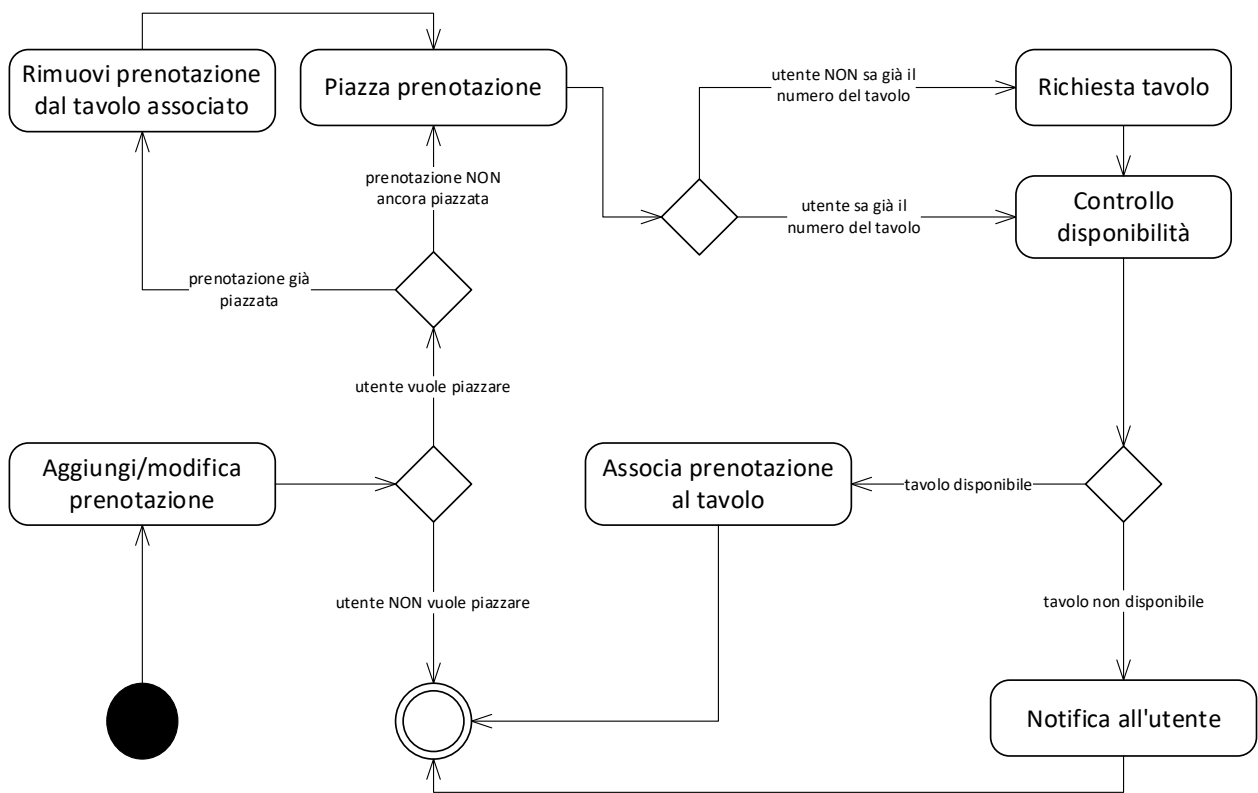 Rimuovi prenotazione
dal tavolo associato
Piazza prenotazione
utente NON sa già il
numero del tavolo
Richiesta tavolo
prenotazione NON
ancora piazzata
utente sa già il
numero del tavolo
Controllo
disponibilità
prenotazione già
piazzata
utente vuole piazzare
Aggiungi/modifica
prenotazione
Associa prenotazione
al tavolo
tavolo disponibile
utente NON vuole piazzare
tavolo non disponibile
Notifica all'utente